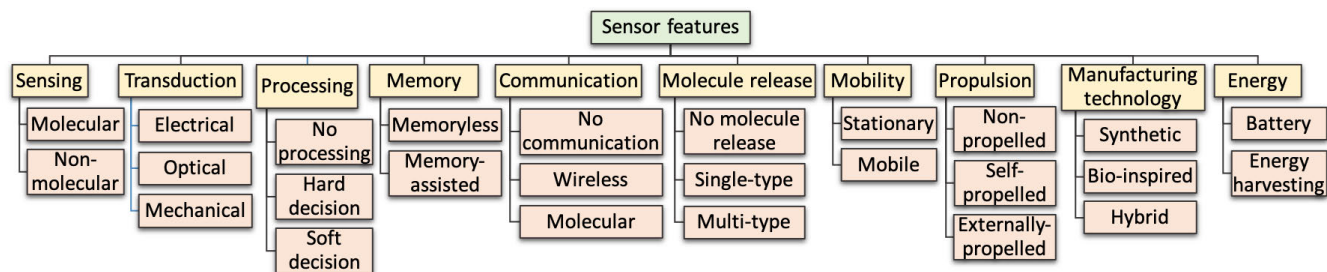 Sensor features
Sensing
Molecular
Non-
molecular
Transduction
Electrical
Optical
Mechanical
Processing
No
processing
Hard
decision
Soft
decision
Memory
Memoryless
Memory-
assisted
Communication
No
communication
Wireless
Molecular
Molecule release
No molecule
release
Single-type
Multi-type
Mobility
Stationary
Mobile
Propulsion
Non-
propelled
Self-
propelled
Externally-
propelled
Manufacturing
technology
Synthetic
Bio-inspired
Hybrid
Energy
Battery
Energy
harvesting